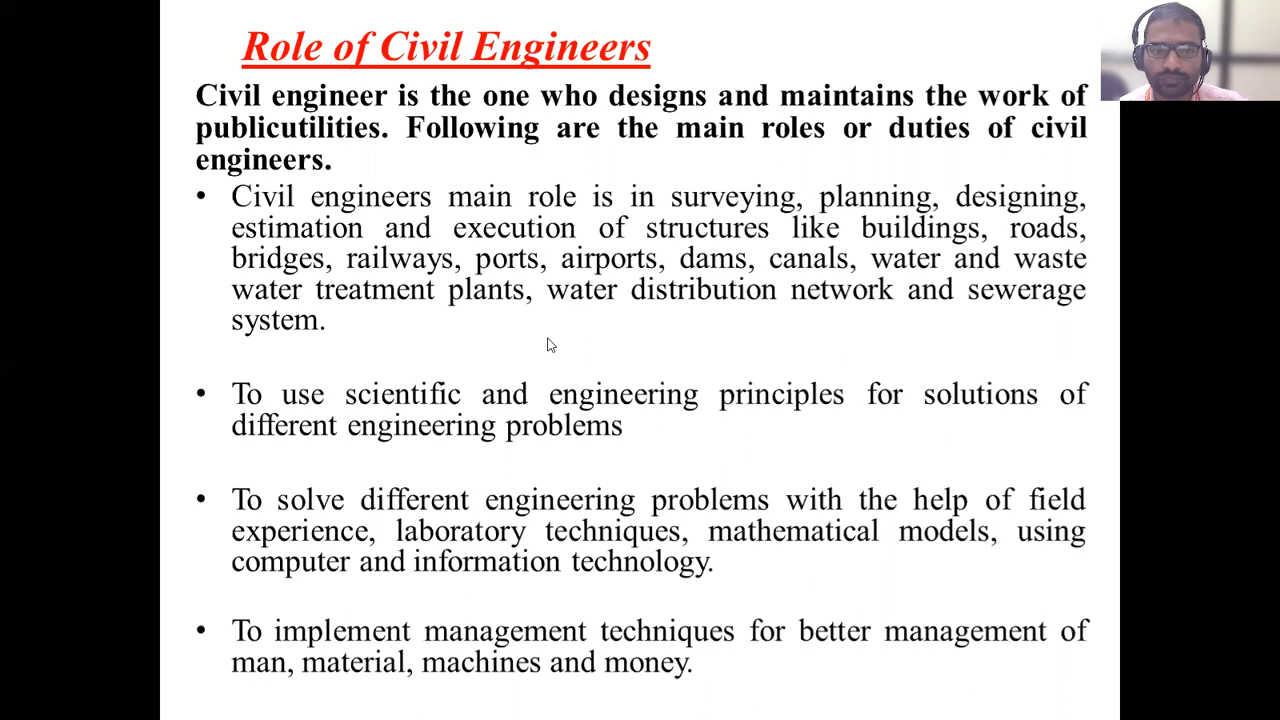 Role of Civil Engineers
Civil engineer is the one who designs and maintains the work of
publicutilities. Following are the main roles or duties of civil
engineers.
• Civil engineers main role is in surveying, planning, designing,
estimation and execution of structures like buildings, roads,
bridges, railways, ports, airports, dams, canals, water and waste
water treatment plants, water distribution network and sewerage
system.
• To use scientific and engineering principles for solutions of
different engineering problems
• To solve different engineering problems with the help of field
experience, laboratory techniques, mathematical models, using
computer and information technology.
• To implement management techniques for better management of
man, material, machines and money.